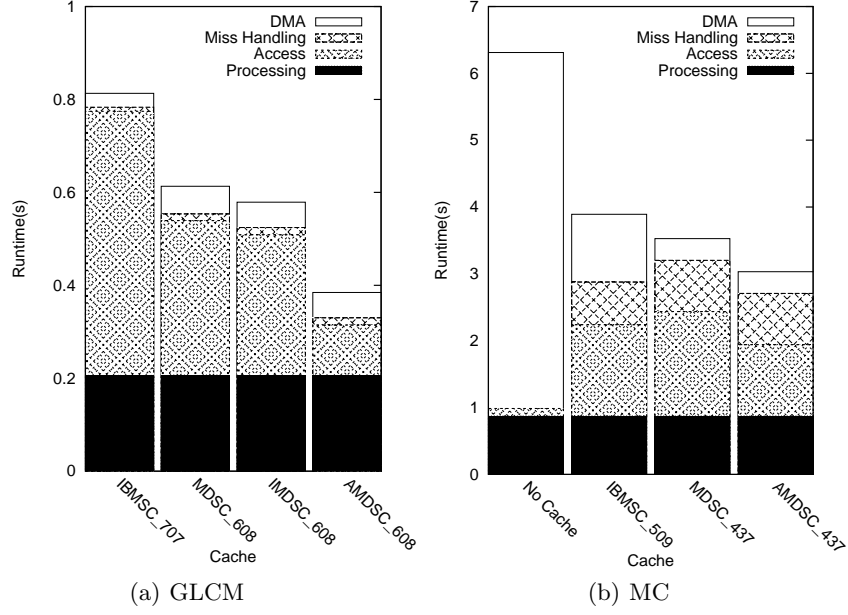 1
0.8
0.6
0.4
0.2
0
Runtime(s)
DMA
Miss Handling
Access
Processing
IBMSC_707
MDSC_608
IMDSC_608
AMDSC_608
Cache
(a) GLCM
7
6
5
4
3
2
1
0
Runtime(s)
DMA
Miss Handling
Access
Processing
No Cache
IBMSC_509
MDSC_437
AMDSC_437
Cache
(b) MC